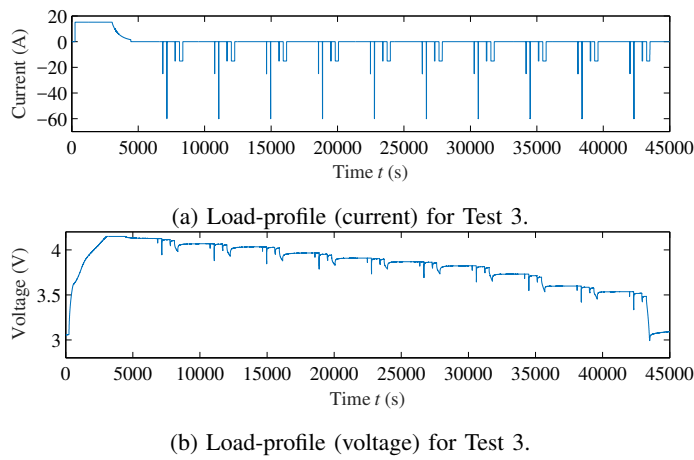 20
0
−20
−40
−60
Current (A)
0 5000 10000 15000 20000 25000 30000 35000 40000 45000
Time t (s)
(a) Load-profile (current) for Test 3.
4
3.5
3
Voltage (V)
0 5000 10000 15000 20000 25000 30000 35000 40000 45000
Time t (s)
(b) Load-profile (voltage) for Test 3.